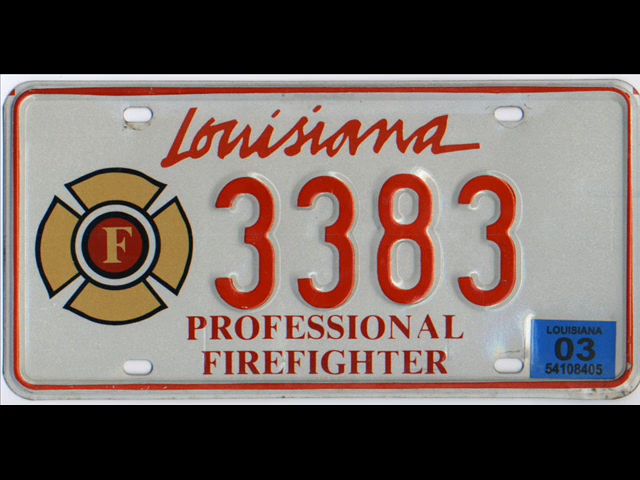 Louisiana
F
3383
PROFESSIONAL
FIREFIGHTER
LOUISIANA
03
54108405